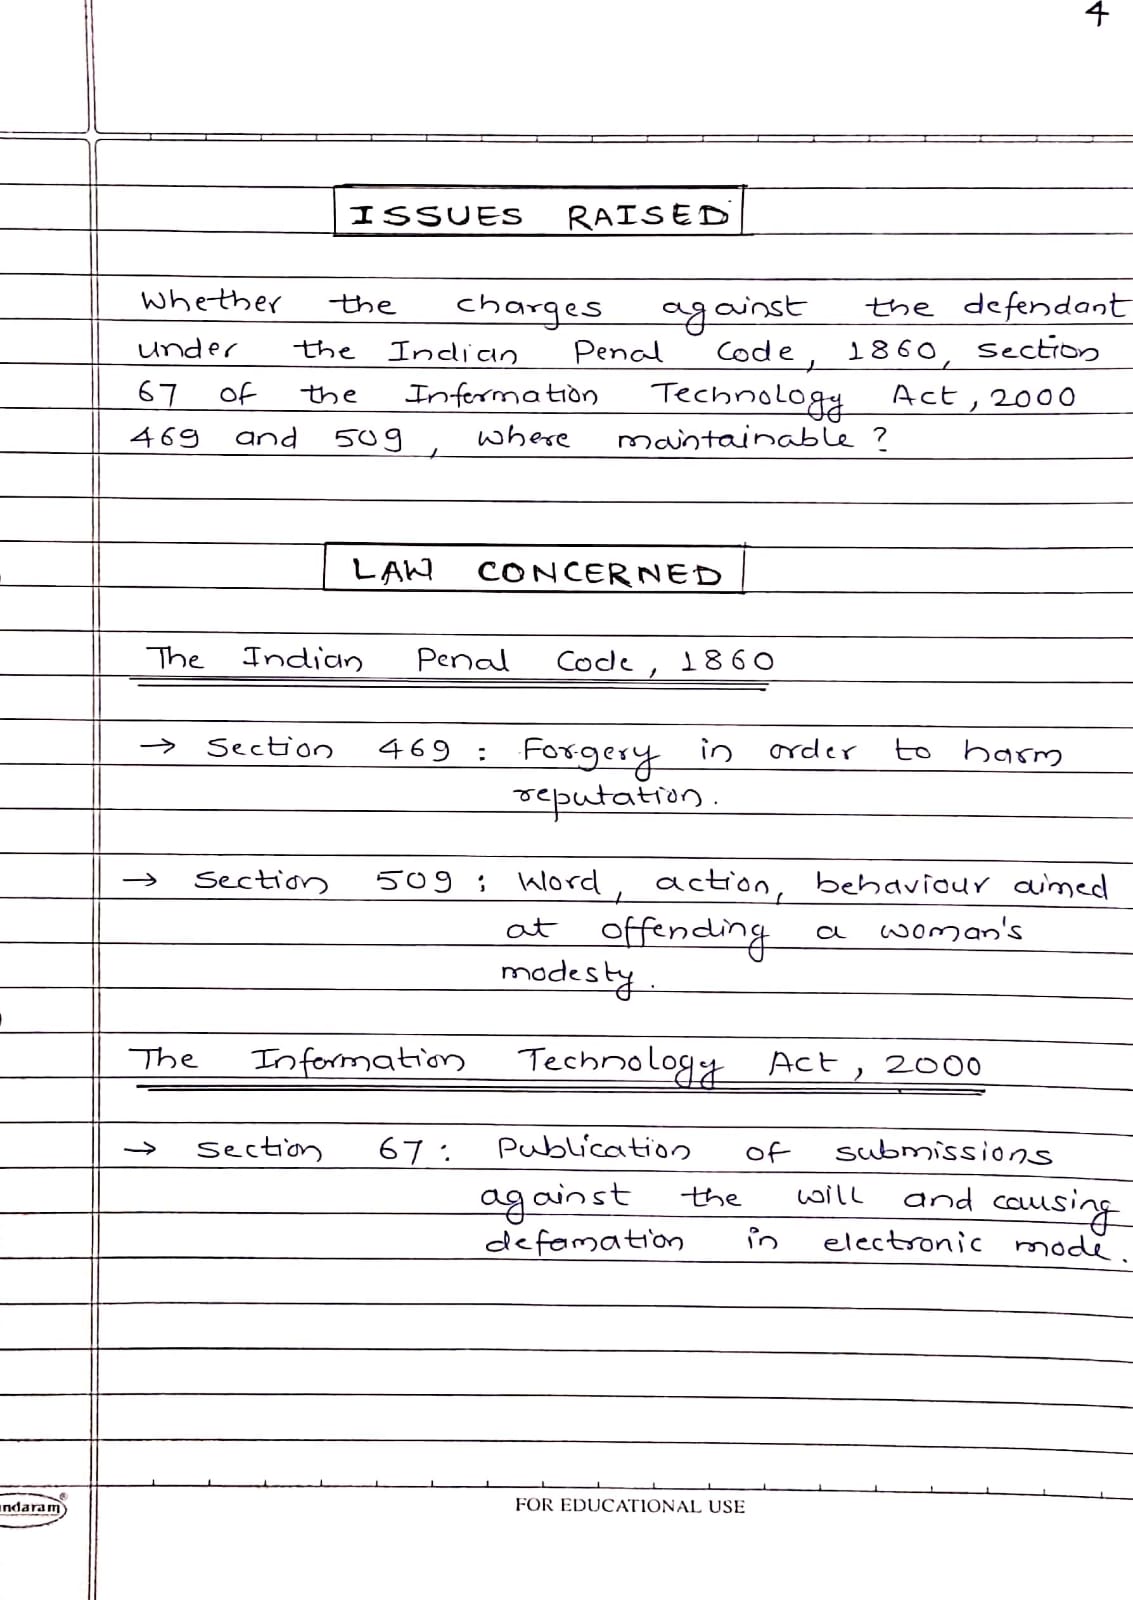 4
ISSUES RAISED
Whether the charges against the defendant
under the Indian Penal Code, 1860, section
67 of the Information Technology Act, 2000
469 and 509, where maintainable?
LAW CONCERNED
The Indian Penal Code, 1860
→ Section 469 : Forgery in order to harm
reputation.
→ Section 509 : Word, action, behaviour aimed
at offending a woman's
modesty.
The Information Technology Act, 2000
→ Section 67 : Publication of submissions
against the will and causing
defamation in electronic mode.
ndaram®
FOR EDUCATIONAL USE